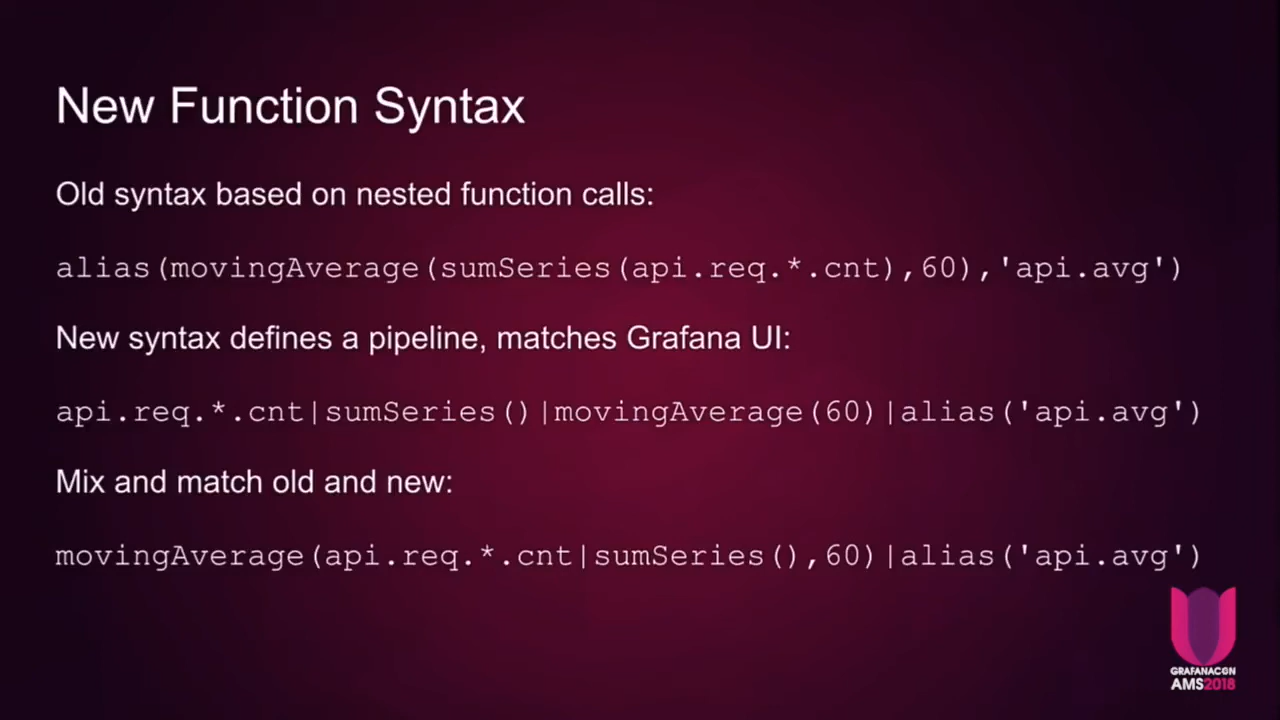 New Function Syntax
Old syntax based on nested function calls:
alias(movingAverage(sumSeries(api.req.*.cnt),60),'api.avg')
New syntax defines a pipeline, matches Grafana UI:
api.req.*.cnt|sumSeries()|movingAverage(60)|alias('api.avg')
Mix and match old and new:
movingAverage(api.req.*.cnt|sumSeries(),60)|alias('api.avg')
GRAFANACON
AMS2018